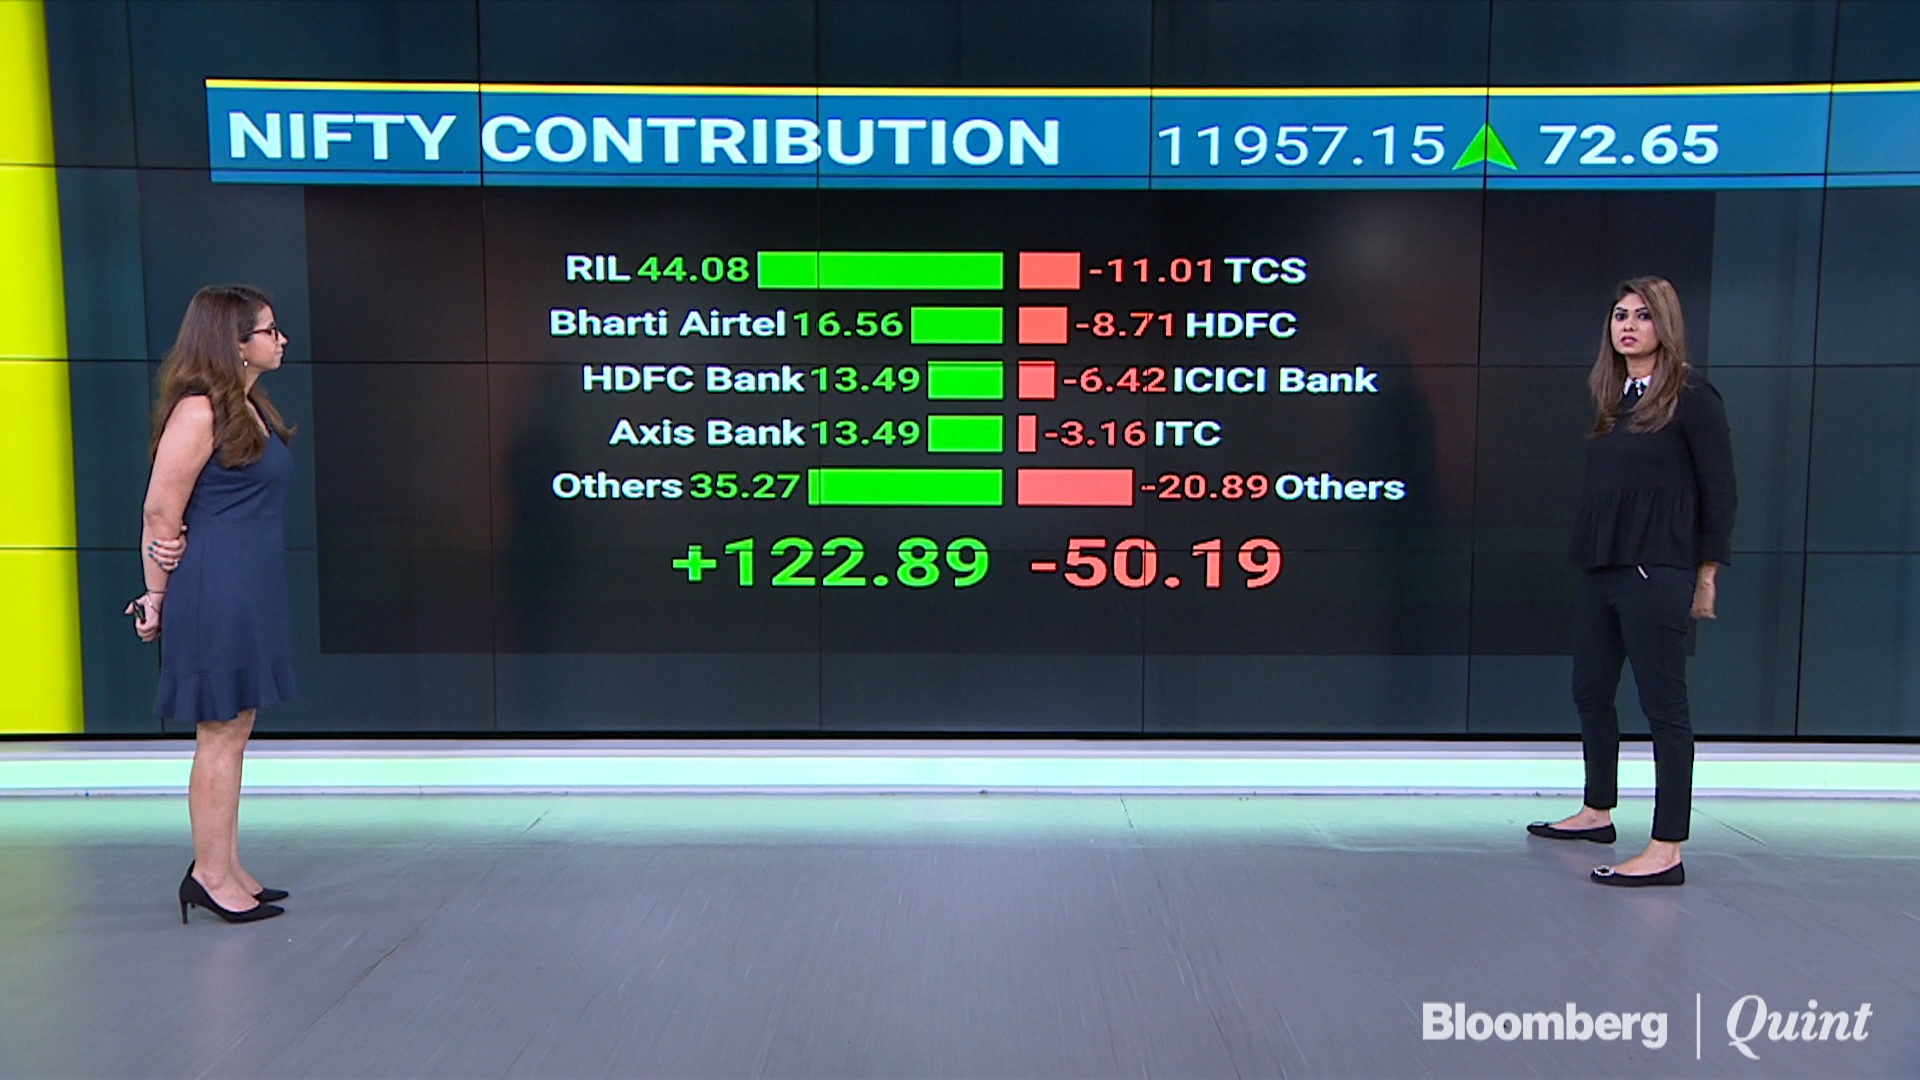 NIFTY CONTRIBUTION 11957.15 72.65
RIL 44.08 -11.01 TCS
Bharti Airtel 16.56 -8.71 HDFC
HDFC Bank 13.49 -6.42 ICICI Bank
Axis Bank 13.49 -3.16 ITC
Others 35.27 -20.89 Others
+122.89 -50.19
Bloomberg | Quint